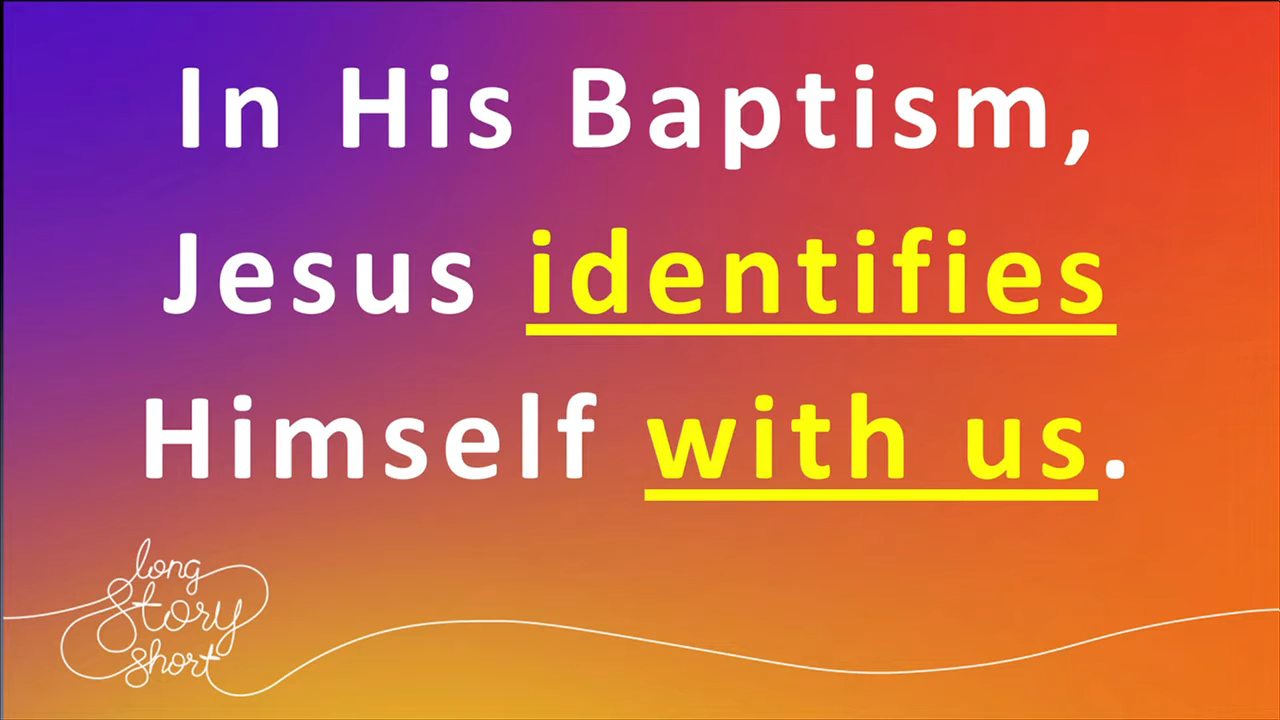 In His Baptism,
Jesus identifies
Himself with us.
long
Story
short